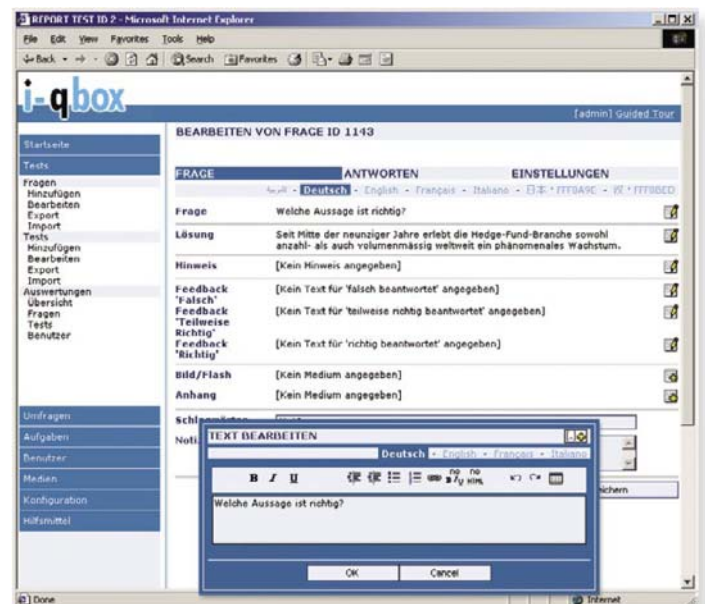 REPORT TEST ID 2 - Microsoft Internet Explorer
File Edit View Favorites Tools Help
Back Search Favorites
i-qbox
[admin] Guided Tour
Startseite
Tests
Fragen
Hinzufügen
Bearbeiten
Export
Import
Tests
Hinzufügen
Bearbeiten
Export
Import
Auswertungen
Übersicht
Fragen
Tests
Benutzer
Umfragen
Aufgaben
Benutzer
Medien
Konfiguration
Hilfsmittel
BEARBEITEN VON FRAGE ID 1143
FRAGE ANTWORTEN EINSTELLUNGEN
Deutsch - English - Français - Italiano - 日本
Frage Welche Aussage ist richtig?
Lösung Seit Mitte der neunziger Jahre erlebt die Hedge-Fund-Branche sowohl
anzahl- als auch volumenmässig weltweit ein phänomenales Wachstum.
Hinweis [Kein Hinweis angegeben]
Feedback 'Falsch' [Kein Text für 'falsch beantwortet' angegeben]
Feedback 'Teilweise Richtig' [Kein Text für 'teilweise richtig beantwortet' angegeben]
Feedback 'Richtig' [Kein Text für 'richtig beantwortet' angegeben]
Bild/Flash [Kein Medium angegeben]
Anhang [Kein Medium angegeben]
TEXT BEARBEITEN
Deutsch - English - Français - Italiano
B I U
no B/U no HTML
Welche Aussage ist richtig?
OK Cancel
Done Internet